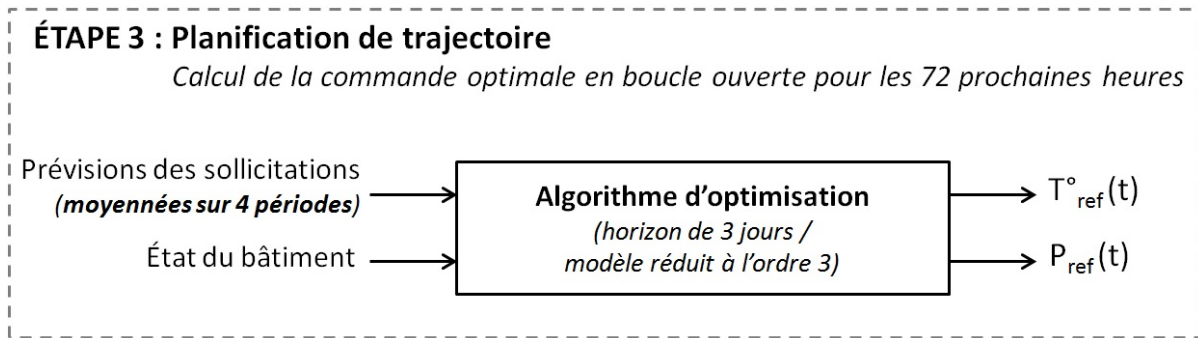 ÉTAPE 3 : Planification de trajectoire
Calcul de la commande optimale en boucle ouverte pour les 72 prochaines heures
Prévisions des sollicitations
(moyennées sur 4 périodes)
État du bâtiment
Algorithme d’optimisation
(horizon de 3 jours /
modèle réduit à l’ordre 3)
T°ref(t)
Pref(t)